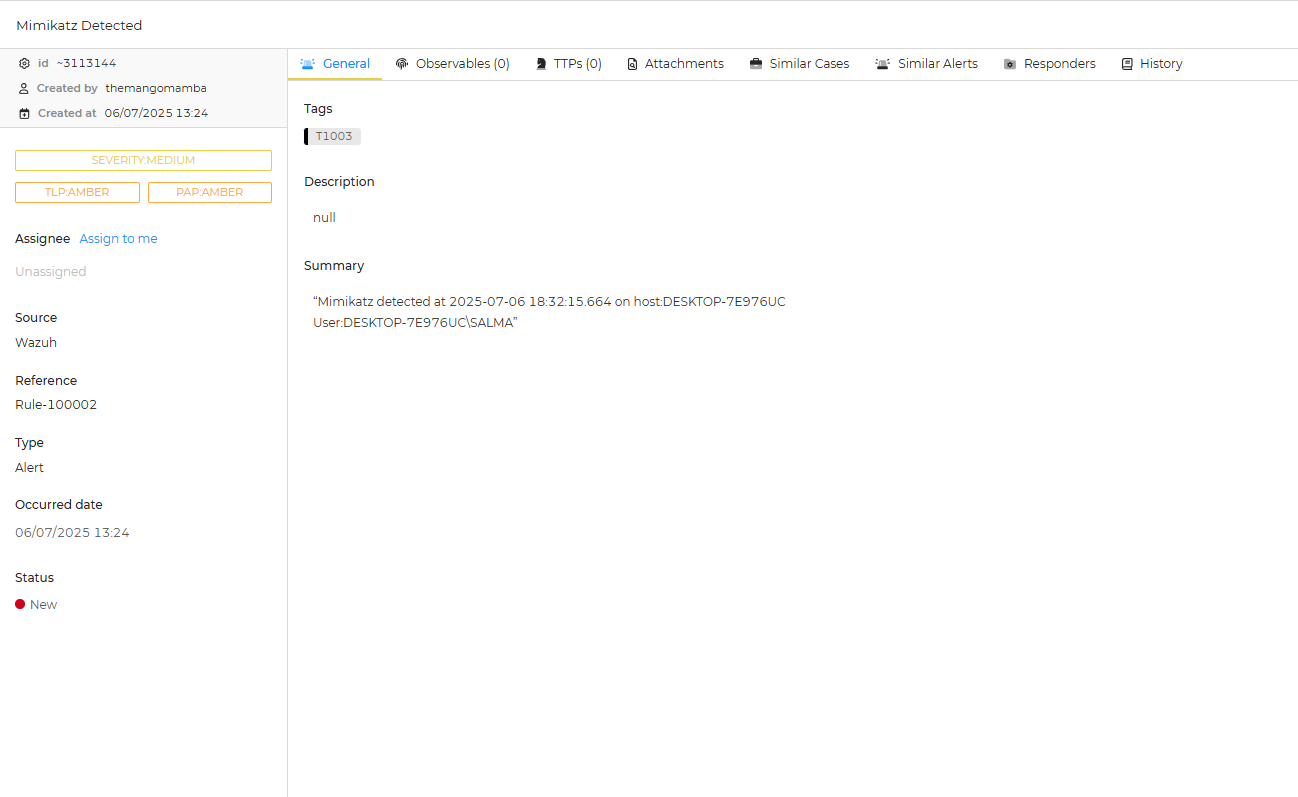 Mimikatz Detected
id ~3113144
Created by themangomamba
Created at 06/07/2025 13:24
SEVERITY:MEDIUM
TLP:AMBER PAP:AMBER
Assignee Assign to me
Unassigned
Source
Wazuh
Reference
Rule-100002
Type
Alert
Occurred date
06/07/2025 13:24
Status
New
General Observables (0) TTPs (0) Attachments Similar Cases Similar Alerts Responders History
Tags
T1003
Description
null
Summary
“Mimikatz detected at 2025-07-06 18:32:15.664 on host:DESKTOP-7E976UC
User:DESKTOP-7E976UC\SALMA”